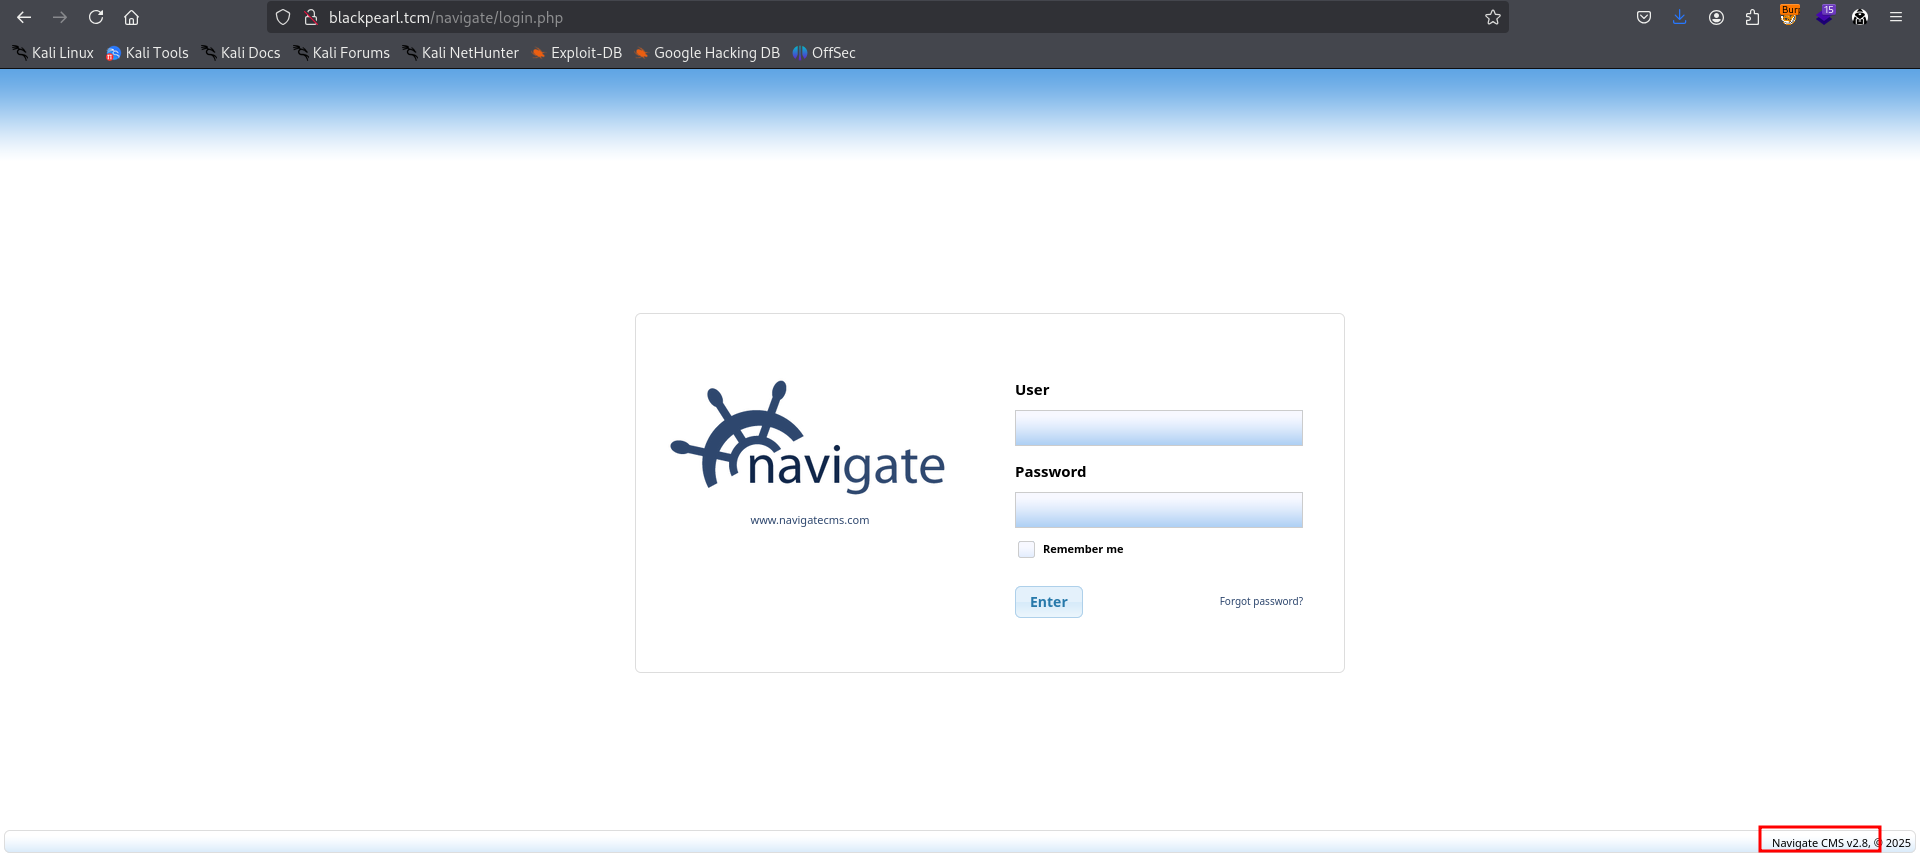 blackpearl.tcm/navigate/login.php
Burp
15
Kali Linux Kali Tools Kali Docs Kali Forums Kali NetHunter Exploit-DB Google Hacking DB OffSec
navigate
www.navigatecms.com
User
Password
Remember me
Enter
Forgot password?
Navigate CMS v2.8, © 2025